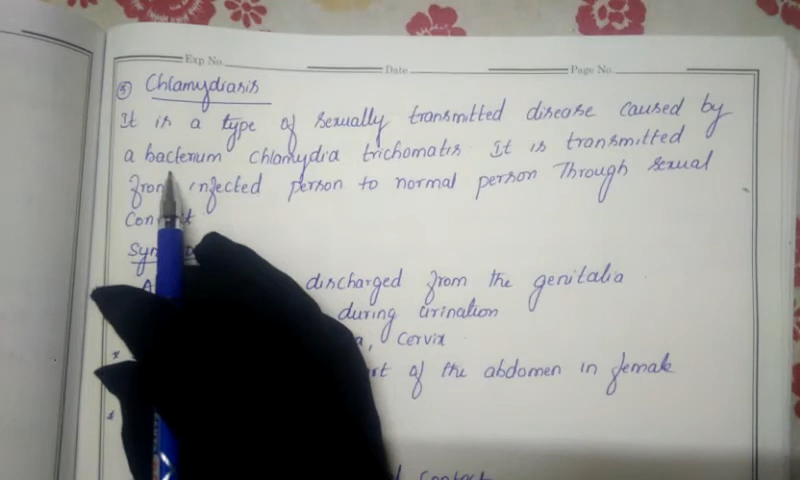 Exp No.
Date
Page No.
5 Chlamydiasis
It is a type of sexually transmitted disease caused by
a bacterium Chlamydia trichomatis It is transmitted
from infected person to normal person Through sexual
discharged from the genitalia
during urination
, Cervix
of the abdomen in female
contact